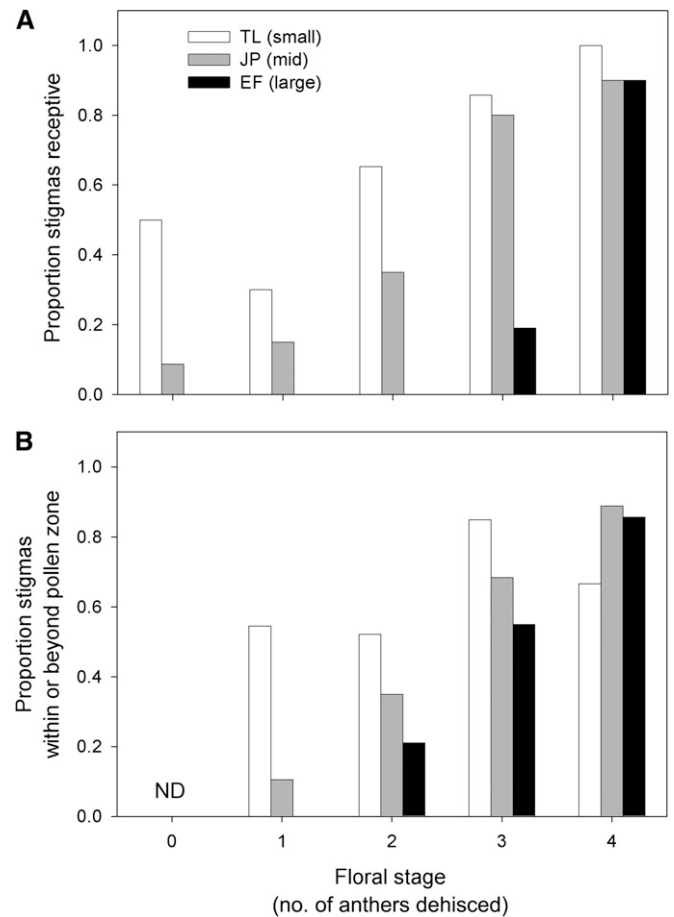 A
TL (small)
JP (mid)
EF (large)
Proportion stigmas receptive
1.0
0.8
0.6
0.4
0.2
0.0
B
Proportion stigmas
within or beyond pollen zone
1.0
0.8
0.6
0.4
0.2
0.0
ND
0 1 2 3 4
Floral stage
(no. of anthers dehisced)